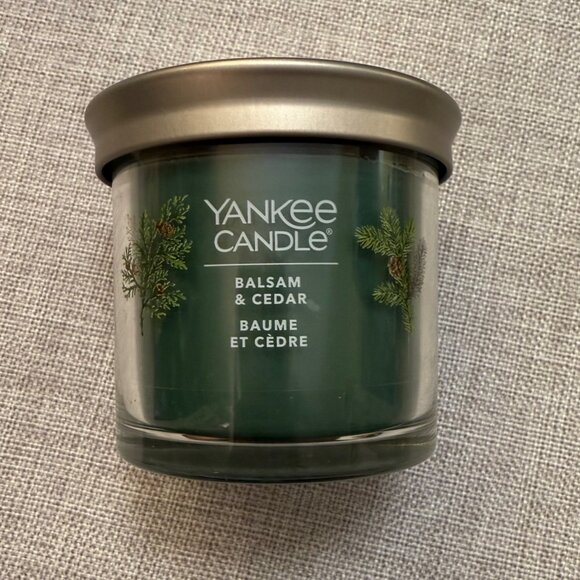 YANKEE
CANDLE®
BALSAM
& CEDAR
BAUME
ET CÈDRE